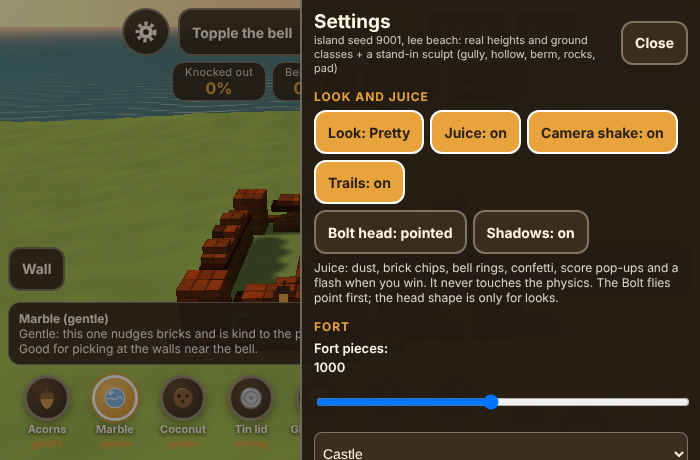 Topple the bell
Knocked out
0%
Wall
Marble (gentle)
Gentle: this one nudges bricks and is kind to the p
Good for picking at the walls near the bell.
Acorns
Marble
Coconut
Tin lid
Settings
island seed 9001, lee beach: real heights and ground
classes + a stand-in sculpt (gully, hollow, berm, rocks,
pad)
Close
LOOK AND JUICE
Look: Pretty
Juice: on
Camera shake: on
Trails: on
Bolt head: pointed
Shadows: on
Juice: dust, brick chips, bell rings, confetti, score pop-ups and a
flash when you win. It never touches the physics. The Bolt flies
point first; the head shape is only for looks.
FORT
Fort pieces:
1000
Castle